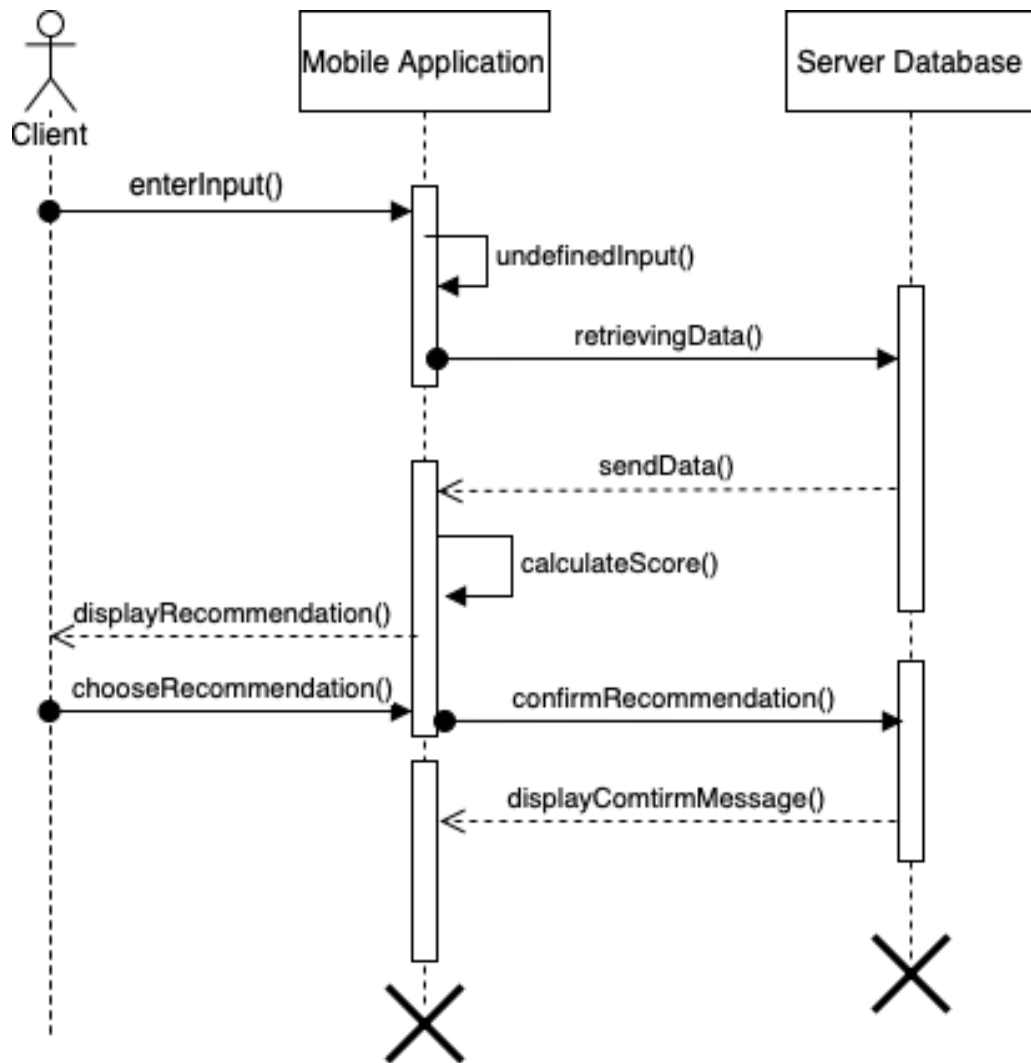 Mobile Application
Server Database
Client
enterInput()
undefinedInput()
retrievingData()
sendData()
calculateScore()
displayRecommendation()
chooseRecommendation()
confirmRecommendation()
displayComtirmMessage()